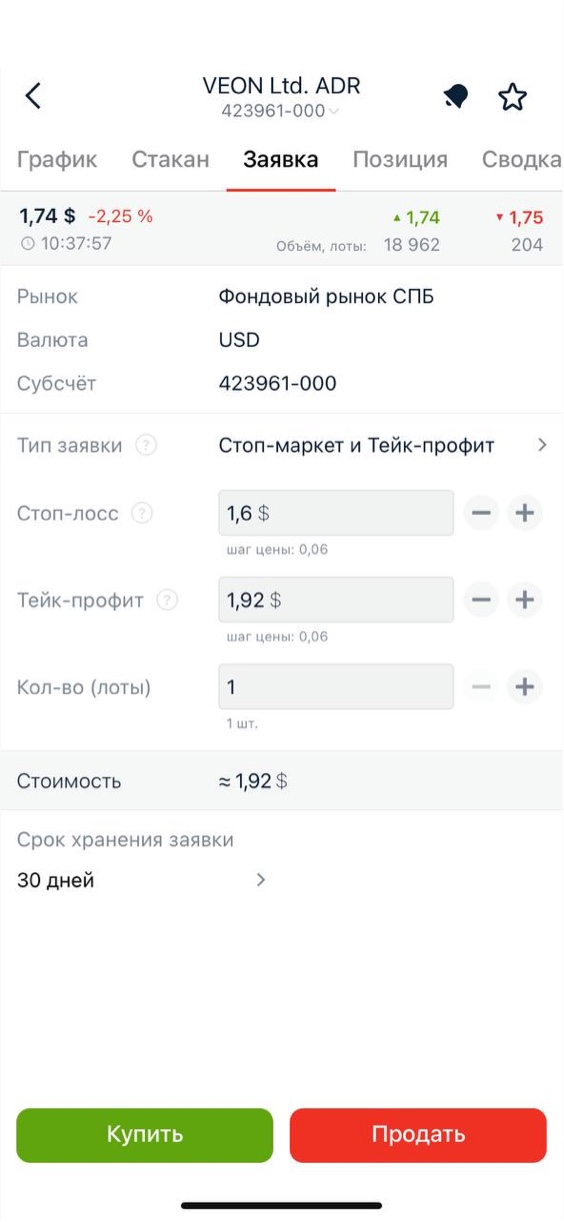 VEON Ltd. ADR
423961-000
График Стакан Заявка Позиция Сводка
1,74 $ -2,25 % ▲ 1,74 ▼ 1,75
10:37:57 Объём, лоты: 18 962 204
Рынок Фондовый рынок СПБ
Валюта USD
Субсчёт 423961-000
Тип заявки ? Стоп-маркет и Тейк-профит
Стоп-лосс ? 1,6 $
шаг цены: 0,06
Тейк-профит ? 1,92 $
шаг цены: 0,06
Кол-во (лоты) 1
1 шт.
Стоимость ≈ 1,92 $
Срок хранения заявки
30 дней
Купить Продать